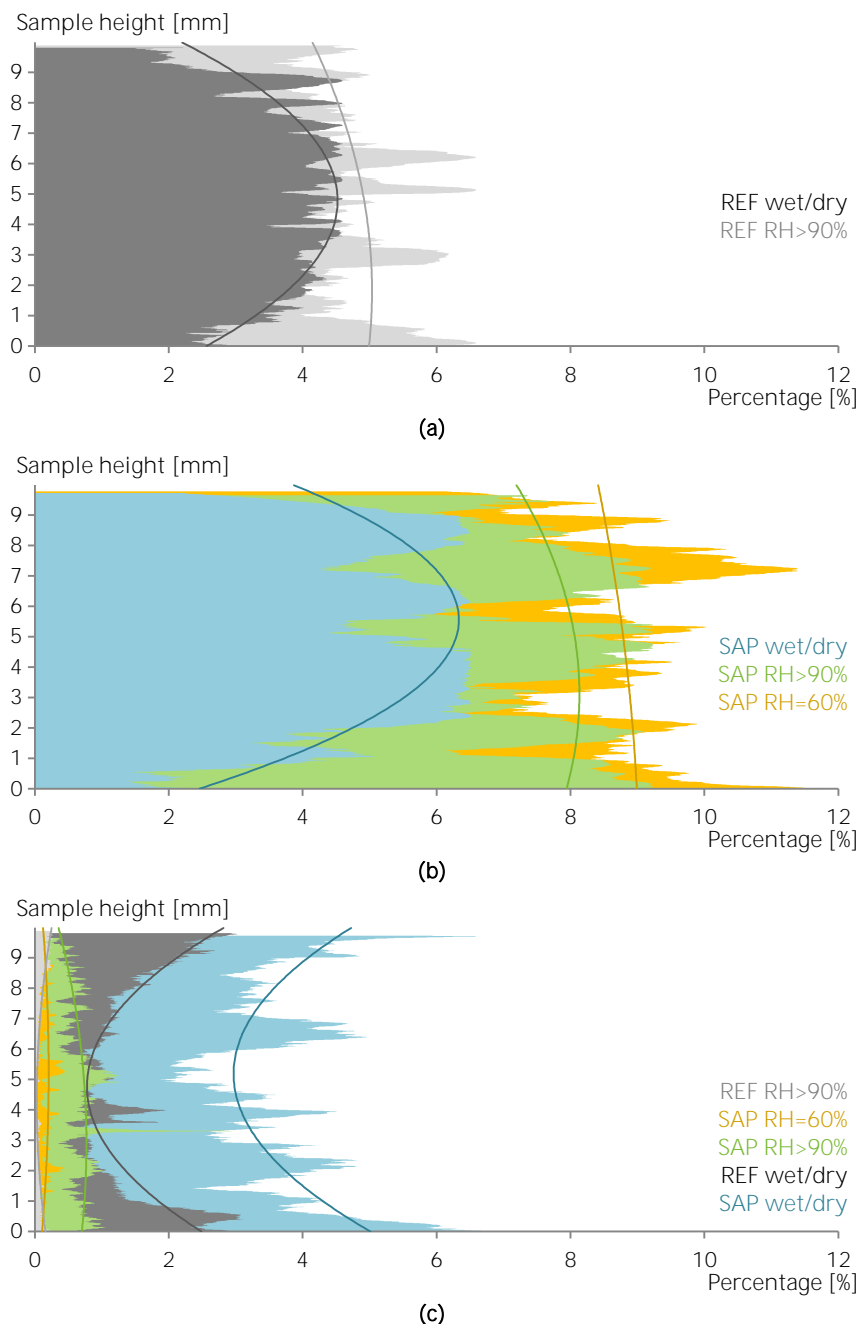 Sample height [mm]
9
8
7
6
5
4
3
2
1
0
REF wet/dry
REF RH>90%
0 2 4 6 8 10 12
Percentage [%]
(a)
Sample height [mm]
9
8
7
6
5
4
3
2
1
0
SAP wet/dry
SAP RH>90%
SAP RH=60%
0 2 4 6 8 10 12
Percentage [%]
(b)
Sample height [mm]
9
8
7
6
5
4
3
2
1
0
REF RH>90%
SAP RH=60%
SAP RH>90%
REF wet/dry
SAP wet/dry
0 2 4 6 8 10 12
Percentage [%]
(c)